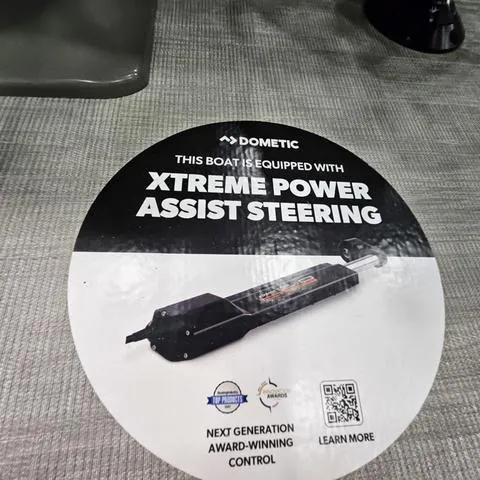 DOMETIC
THIS BOAT IS EQUIPPED WITH
XTREME POWER
ASSIST STEERING
TOP PRODUCTS
AWARDS
NEXT GENERATION
AWARD-WINNING
CONTROL
LEARN MORE